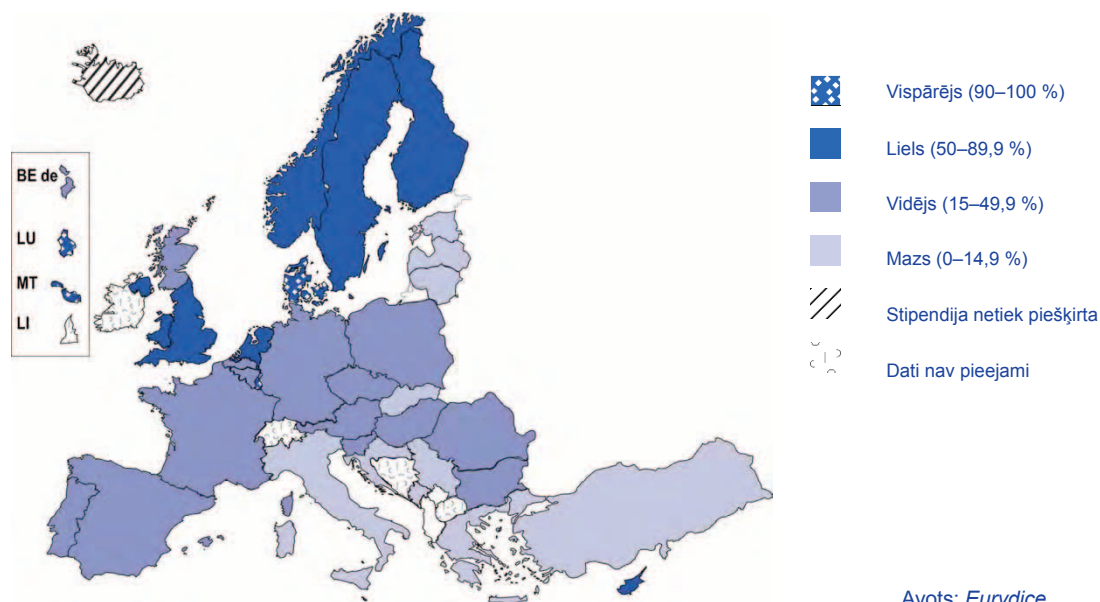 BE de
LU
MT
LI
Vispārējs (90–100 %)
Liels (50–89,9 %)
Vidējs (15–49,9 %)
Mazs (0–14,9 %)
Stipendija netiek piešķirta
Dati nav pieejami
Avots: Eurydice